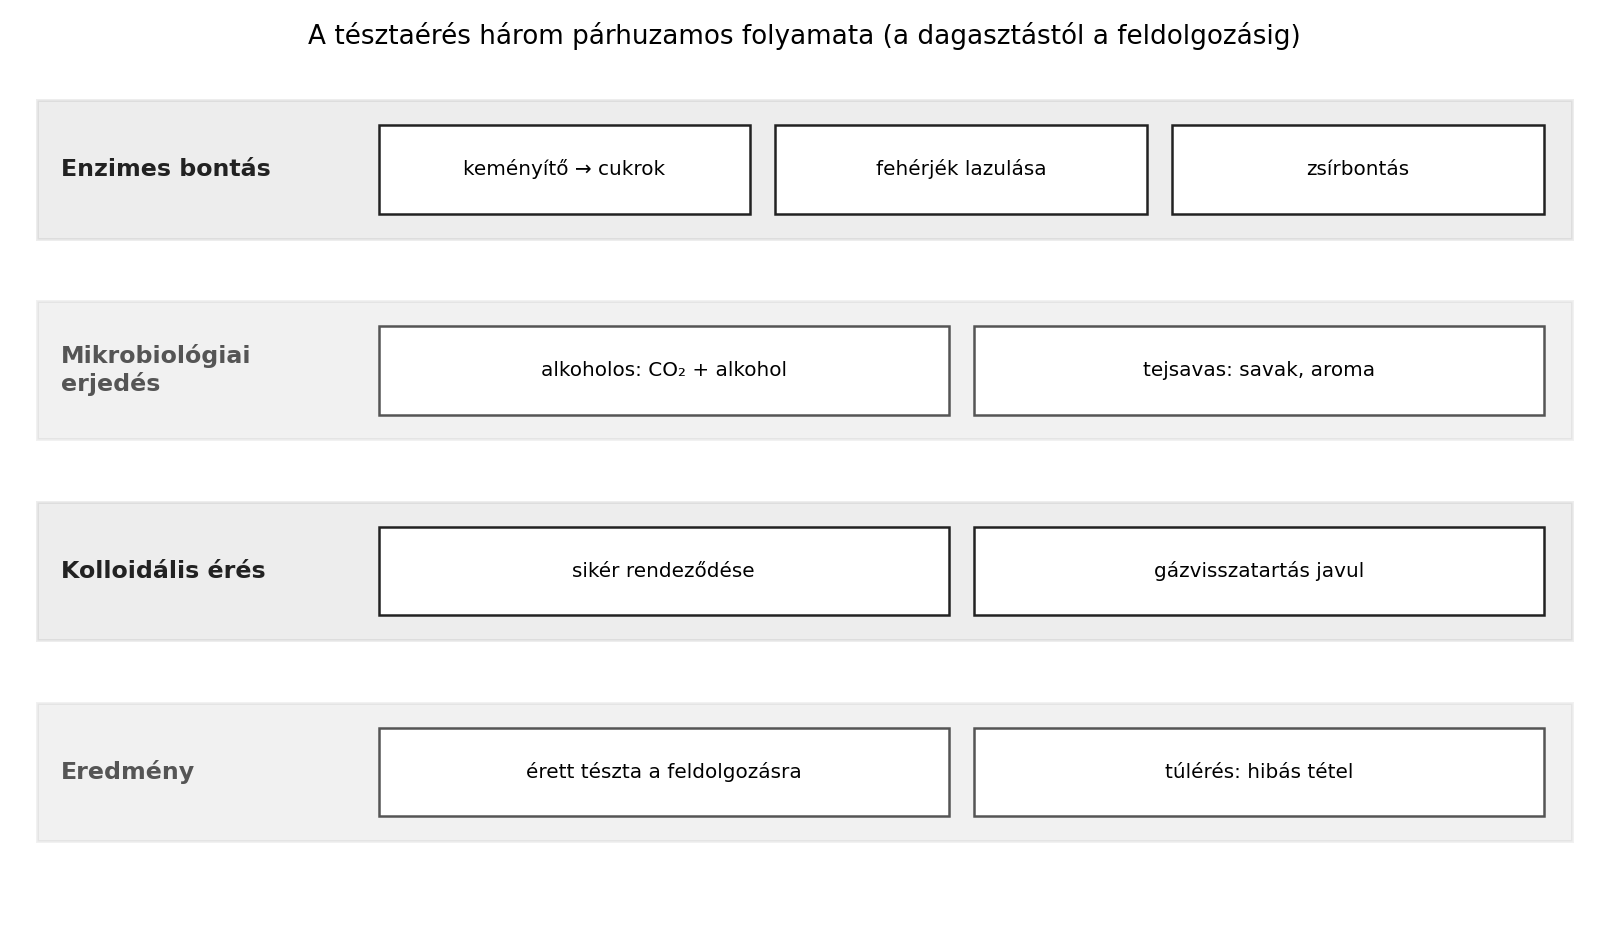 A tésztaérés három párhuzamos folyamata (a dagasztástól a feldolgozásig)
Enzimes bontás
keményítő → cukrok
fehérjék lazulása
zsírbontás
Mikrobiológiai
erjedés
alkoholos: CO₂ + alkohol
tejsavas: savak, aroma
Kolloidális érés
sikér rendeződése
gázvisszatartás javul
Eredmény
érett tészta a feldolgozásra
túlérés: hibás tétel